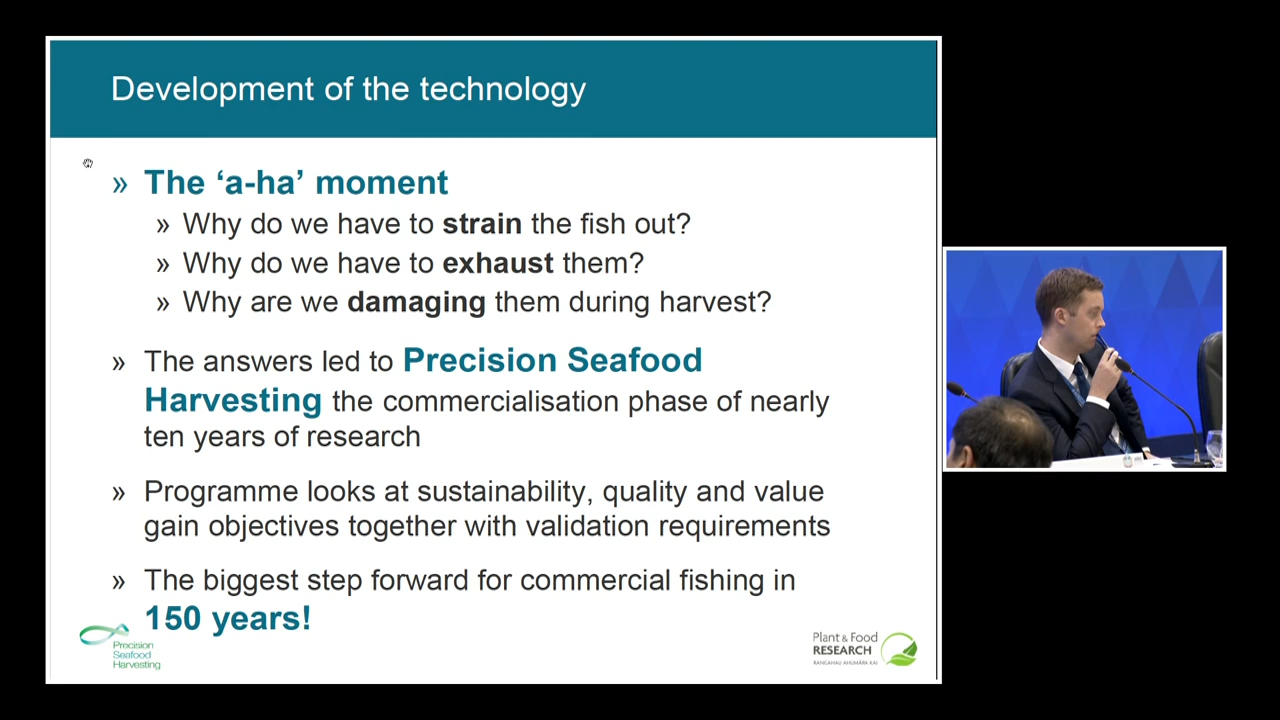 Development of the technology
» The ‘a-ha’ moment
» Why do we have to strain the fish out?
» Why do we have to exhaust them?
» Why are we damaging them during harvest?
» The answers led to Precision Seafood
Harvesting the commercialisation phase of nearly
ten years of research
» Programme looks at sustainability, quality and value
gain objectives together with validation requirements
» The biggest step forward for commercial fishing in
150 years!
Precision
Seafood
Harvesting
Plant & Food
RESEARCH
RANGAHAU AHUMĀRA KAI